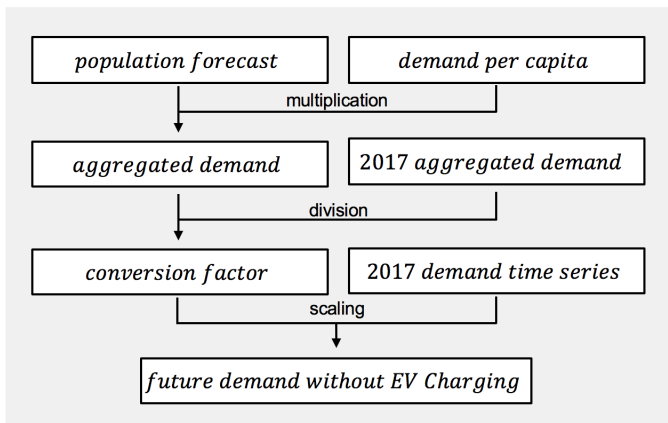 population forecast
demand per capita
multiplication
aggregated demand
2017 aggregated demand
division
conversion factor
2017 demand time series
scaling
future demand without EV Charging